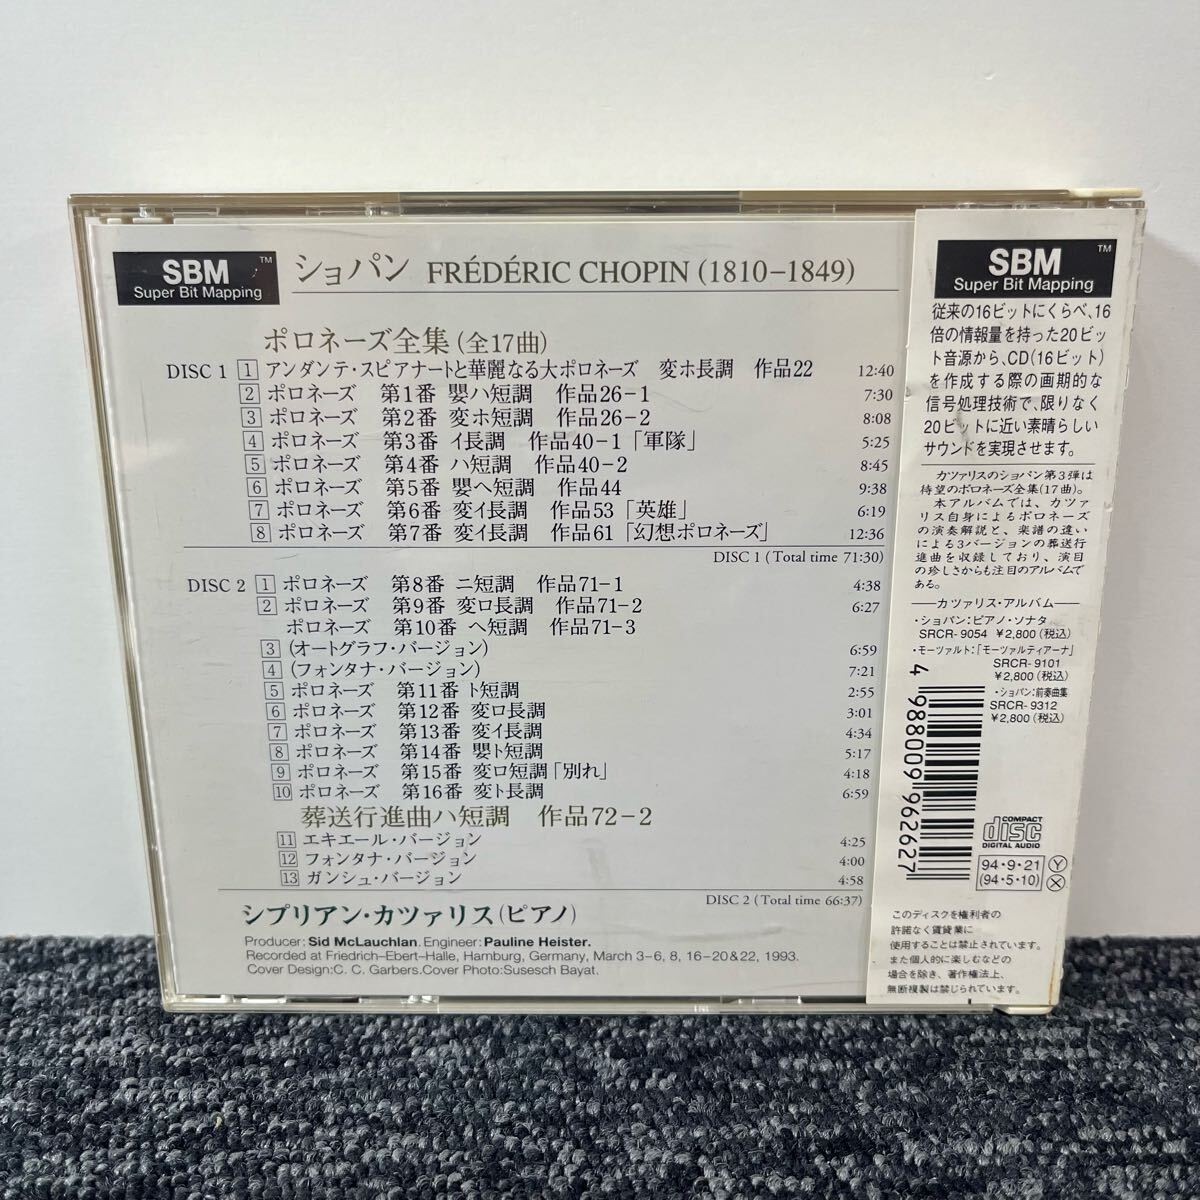 SBM™
Super Bit Mapping
ショパン FRÉDÉRIC CHOPIN (1810–1849)
ポロネーズ全集(全17曲)
DISC 1 1 アンダンテ・スピアナートと華麗なる大ポロネーズ 変ホ長調 作品22 12:40
2 ポロネーズ 第1番 嬰ハ短調 作品26-1 7:30
3 ポロネーズ 第2番 変ホ短調 作品26-2 8:08
4 ポロネーズ 第3番 イ長調 作品40-1「軍隊」 5:25
5 ポロネーズ 第4番 ハ短調 作品40-2 8:45
6 ポロネーズ 第5番 嬰ヘ短調 作品44 9:38
7 ポロネーズ 第6番 変イ長調 作品53「英雄」 6:19
8 ポロネーズ 第7番 変イ長調 作品61「幻想ポロネーズ」 12:36
DISC 1 (Total time 71:30)
DISC 2 1 ポロネーズ 第8番 ニ短調 作品71-1 4:38
2 ポロネーズ 第9番 変ロ長調 作品71-2 6:27
ポロネーズ 第10番 ヘ短調 作品71-3
3 (オートグラフ・バージョン) 6:59
4 (フォンタナ・バージョン) 7:21
5 ポロネーズ 第11番 ト短調 2:55
6 ポロネーズ 第12番 変ロ長調 3:01
7 ポロネーズ 第13番 変イ長調 4:34
8 ポロネーズ 第14番 嬰ト短調 5:17
9 ポロネーズ 第15番 変ロ短調「別れ」 4:18
10 ポロネーズ 第16番 変ト長調 6:59
葬送行進曲ハ短調 作品72-2
11 エキエール・バージョン 4:25
12 フォンタナ・バージョン 4:00
13 ガンシュ・バージョン 4:58
DISC 2 (Total time 66:37)
シプリアン・カツァリス(ピアノ)
Producer: Sid McLauchlan. Engineer: Pauline Heister.
Recorded at Friedrich-Ebert-Halle, Hamburg, Germany, March 3-6, 8, 16-20&22, 1993.
Cover Design:C. C. Garbers.Cover Photo:Susesch Bayat.
SBM™
Super Bit Mapping
従来の16ビットにくらべ、16
倍の情報量を持った20ビッ
ト音源から、CD(16ビット)
を作成する際の画期的な
信号処理技術で、限りなく
20ビットに近い素晴らしい
サウンドを実現させます。
カツァリスのショパン第3弾は
待望のポロネーズ全集(17曲)。
本アルバムでは、カツァ
リス自身によるポロネーズ
の演奏解説と、楽譜の違い
による3バージョンの葬送行
進曲を収録しており、演目
の珍しさからも注目のアルバムで
ある。
―カツァリス・アルバム―
・ショパン:ピアノ・ソナタ
SRCR-9054 ¥2,800(税込)
・モーツァルト:「モーツァルティアーナ」
SRCR-9101
¥2,800(税込)
・ショパン:前奏曲集
SRCR-9312
¥2,800(税込)
4 988009 962627
COMPACT
disc
DIGITAL AUDIO
94・9・21 Y
(94・5・10) X
このディスクを権利者の
許諾なく賃貸業に
使用することは禁止されています。
また個人的に楽しむなどの
場合を除き、著作権法上、
無断複製は禁じられています。